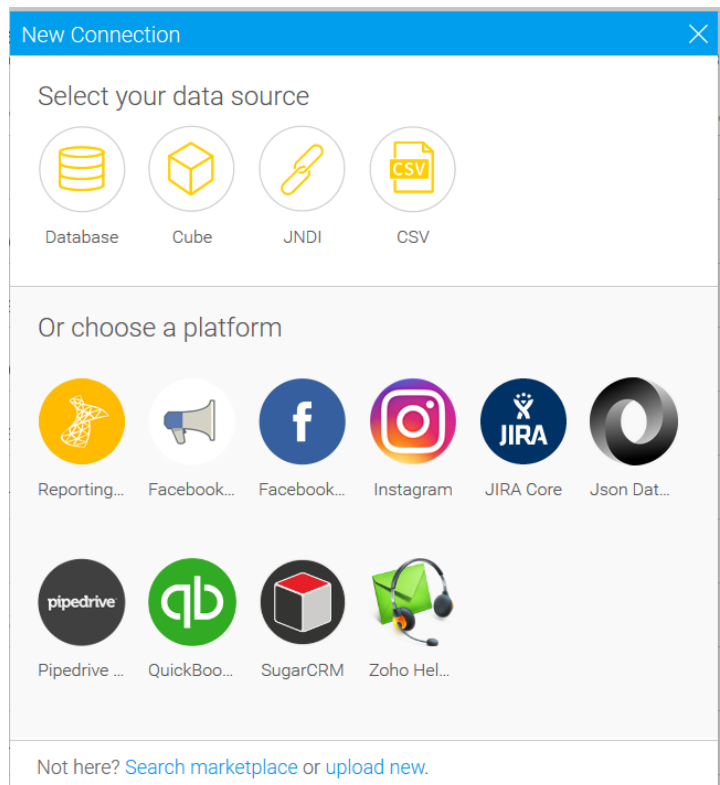 New Connection
Select your data source
CSV
Database Cube JNDI CSV
Or choose a platform
f JIRA
Reporting... Facebook... Facebook... Instagram JIRA Core Json Dat...
pipedrive qb
Pipedrive ... QuickBoo... SugarCRM Zoho Hel...
Not here? Search marketplace or upload new.